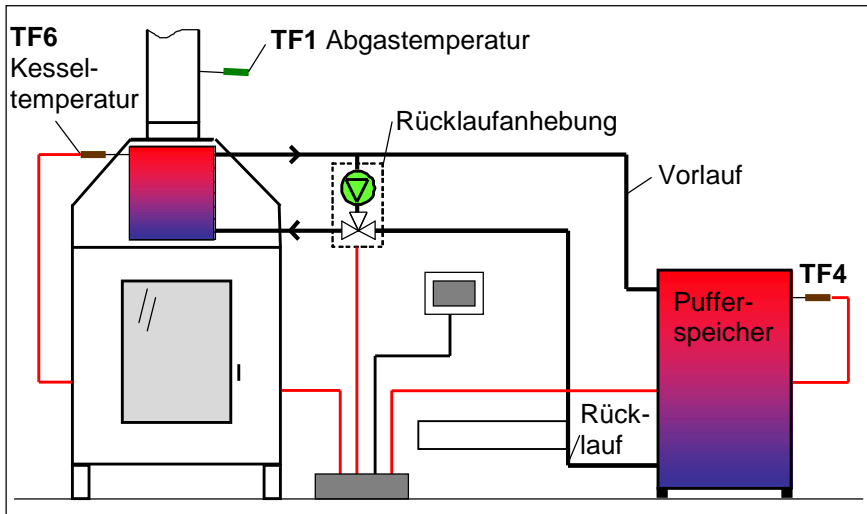 TF6
Kessel-
temperatur
TF1 Abgastemperatur
Rücklaufanhebung
Vorlauf
TF4
Puffer-
speicher
Rück-
lauf